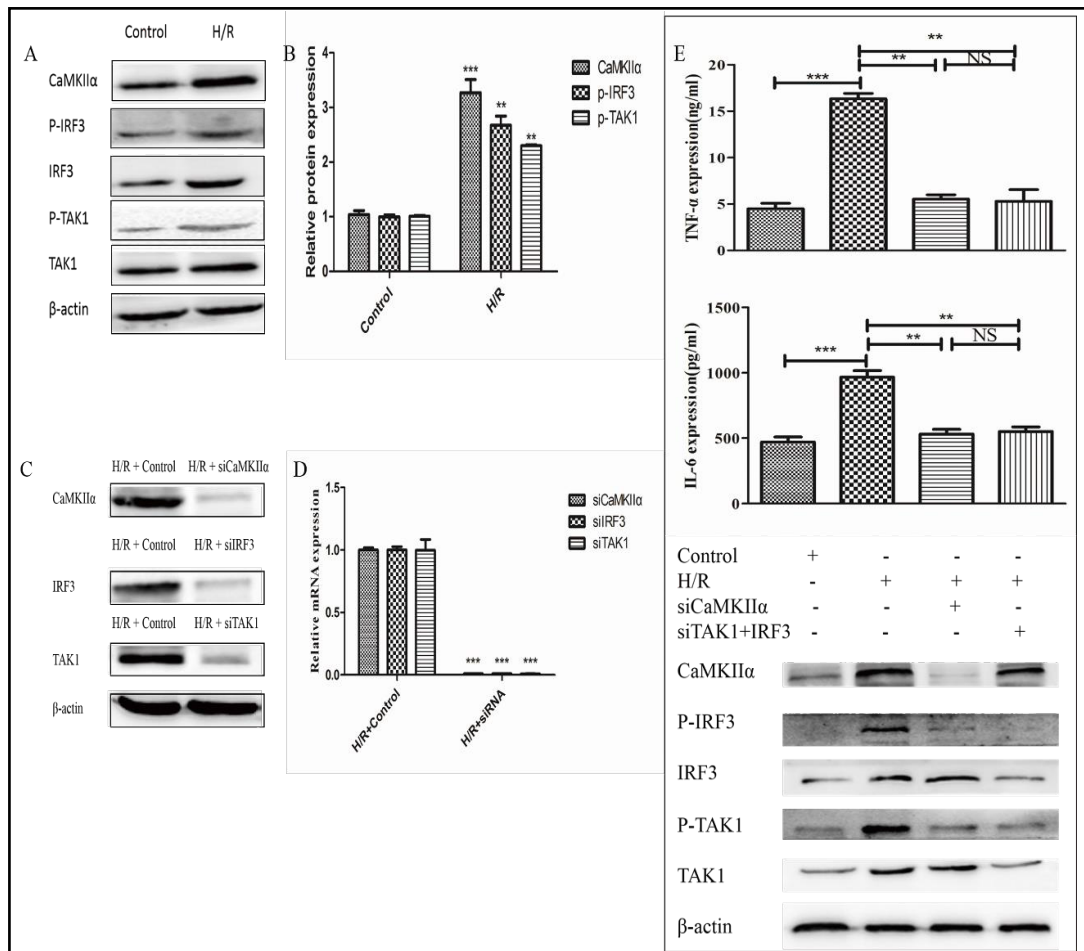 A
Control H/R
CaMKIIα
P-IRF3
IRF3
P-TAK1
TAK1
β-actin
B
Relative protein expression
4
3
2
1
0
***
**
**
CaMKIIα
p-IRF3
p-TAK1
Control
H/R
C
H/R + Control H/R + siCaMKIIα
CaMKIIα
H/R + Control H/R + siIRF3
IRF3
H/R + Control H/R + siTAK1
TAK1
β-actin
D
Relative mRNA expression
1.5
1.0
0.5
0.0
*** *** ***
siCaMKIIα
siIRF3
siTAK1
H/R+Control
H/R+siRNA
E
TNF-α expression(ng/ml)
20
15
10
5
0
**
** NS
***
IL-6 expression(pg/ml)
1500
1000
500
0
**
** NS
***
Control + - - -
H/R - + + +
siCaMKIIα - - + -
siTAK1+IRF3 - - - +
CaMKIIα
P-IRF3
IRF3
P-TAK1
TAK1
β-actin